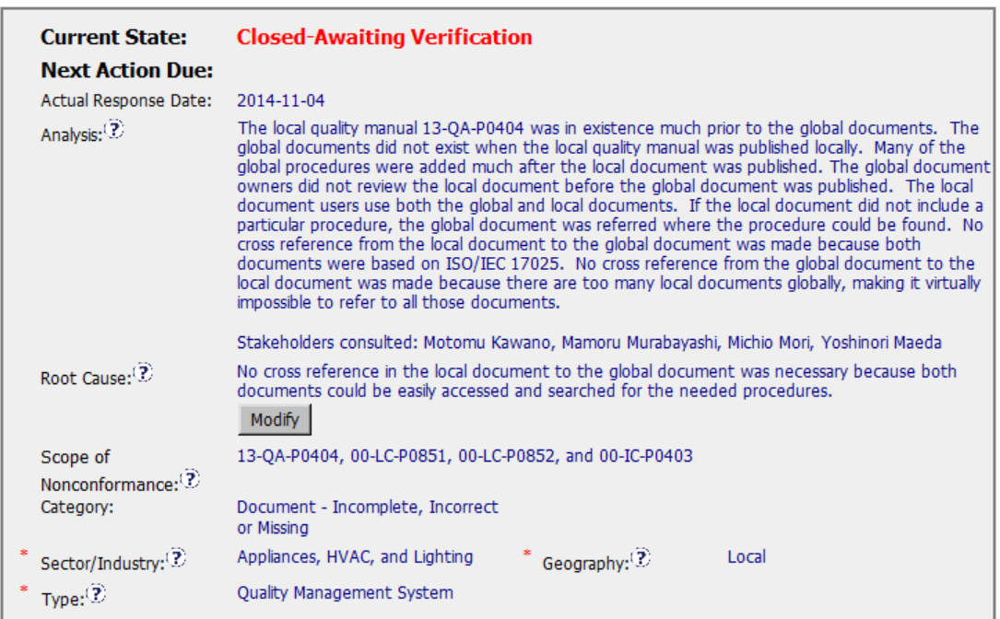 Current State: Closed-Awaiting Verification
Next Action Due:
Actual Response Date: 2014-11-04
Analysis: The local quality manual 13-QA-P0404 was in existence much prior to the global documents. The
global documents did not exist when the local quality manual was published locally. Many of the
global procedures were added much after the local document was published. The global document
owners did not review the local document before the global document was published. The local
document users use both the global and local documents. If the local document did not include a
particular procedure, the global document was referred where the procedure could be found. No
cross reference from the local document to the global document was made because both
documents were based on ISO/IEC 17025. No cross reference from the global document to the
local document was made because there are too many local documents globally, making it virtually
impossible to refer to all those documents.
Stakeholders consulted: Motomu Kawano, Mamoru Murabayashi, Michio Mori, Yoshinori Maeda
Root Cause: No cross reference in the local document to the global document was necessary because both
documents could be easily accessed and searched for the needed procedures.
Modify
Scope of 13-QA-P0404, 00-LC-P0851, 00-LC-P0852, and 00-IC-P0403
Nonconformance:
Category: Document - Incomplete, Incorrect
or Missing
* Sector/Industry: Appliances, HVAC, and Lighting * Geography: Local
* Type: Quality Management System